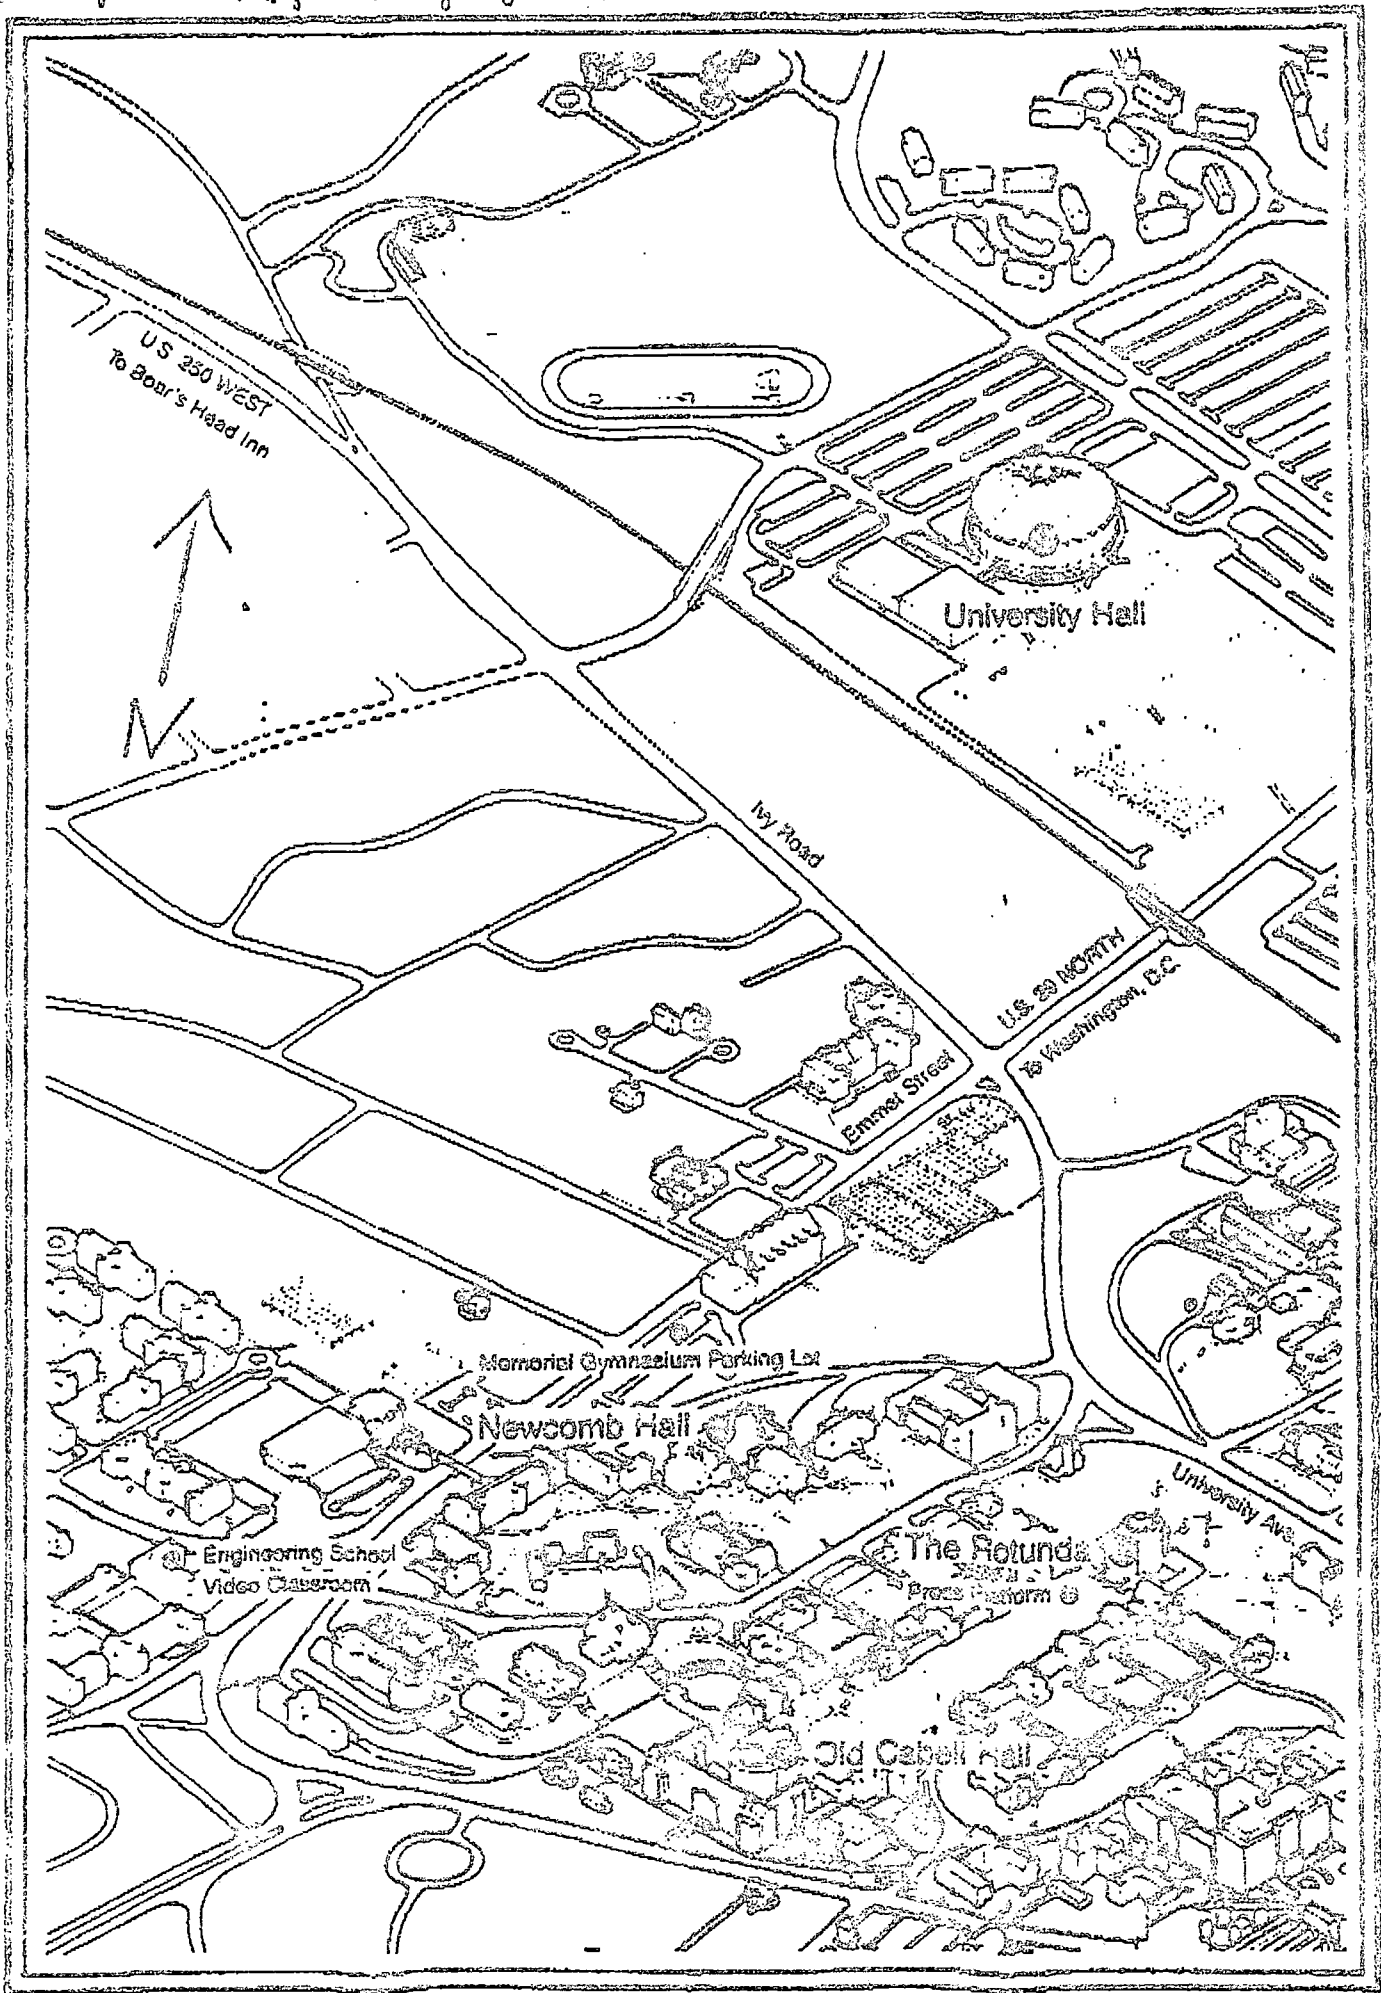 U.S. 250 WEST
To Boar's Head Inn
N
University Hall
Ivy Road
U.S. 29 NORTH
To Washington, D.C.
Emmet Street
Memorial Gymnasium Parking Lot
Newcomb Hall
University Ave.
Engineering School
Video Classroom
The Rotunda
Press Platform
Old Cabell Hall